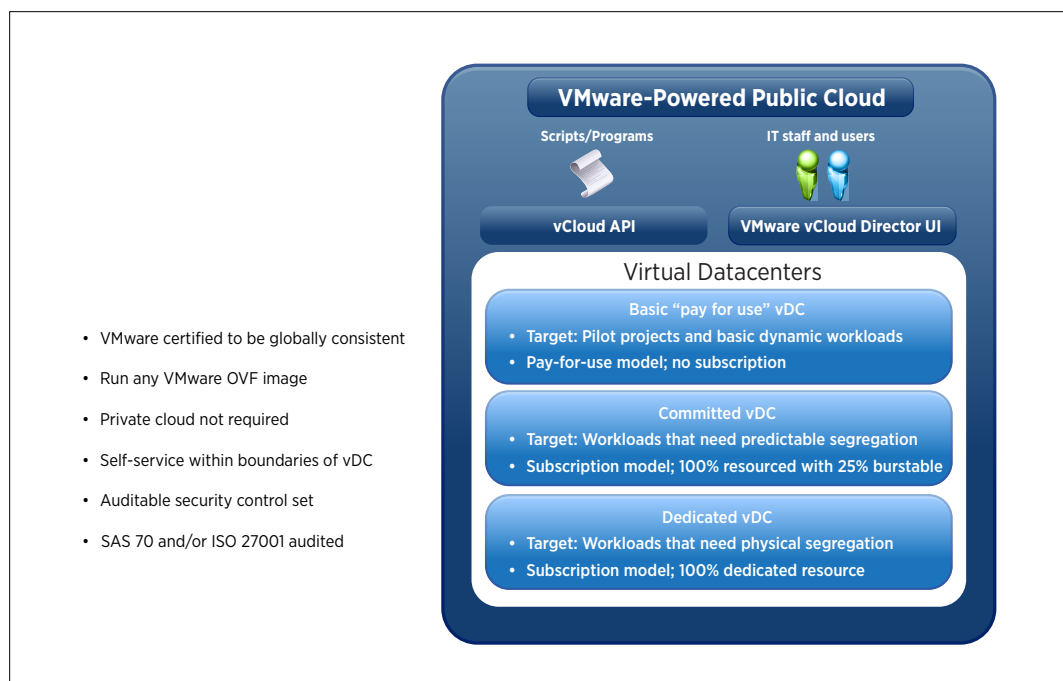 VMware-Powered Public Cloud
Scripts/Programs
IT staff and users
vCloud API
VMware vCloud Director UI
Virtual Datacenters
Basic “pay for use” vDC
• Target: Pilot projects and basic dynamic workloads
• Pay-for-use model; no subscription
Committed vDC
• Target: Workloads that need predictable segregation
• Subscription model; 100% resourced with 25% burstable
Dedicated vDC
• Target: Workloads that need physical segregation
• Subscription model; 100% dedicated resource
• VMware certified to be globally consistent
• Run any VMware OVF image
• Private cloud not required
• Self-service within boundaries of vDC
• Auditable security control set
• SAS 70 and/or ISO 27001 audited